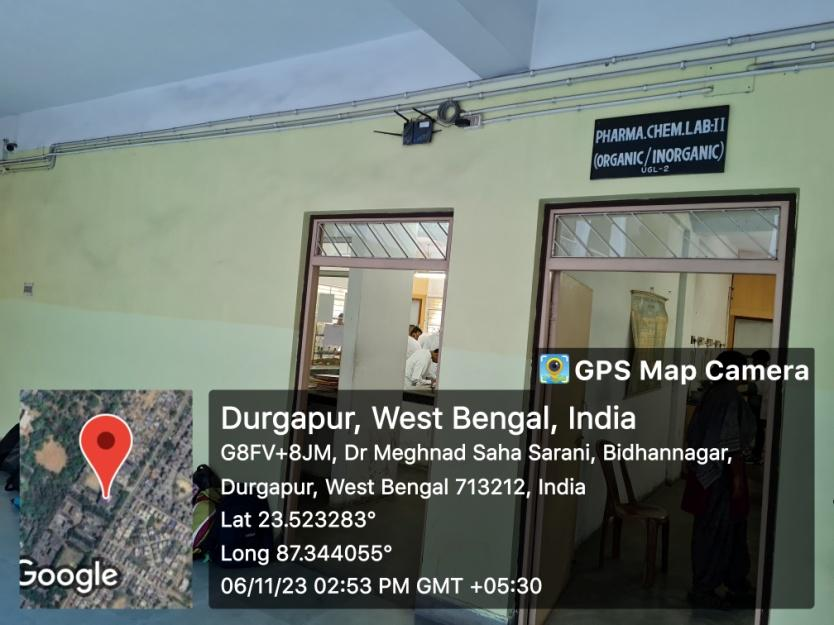 PHARMA.CHEM.LAB-II
(ORGANIC/INORGANIC)
UGL-2
GPS Map Camera
Durgapur, West Bengal, India
G8FV+8JM, Dr Meghnad Saha Sarani, Bidhannagar,
Durgapur, West Bengal 713212, India
Lat 23.523283°
Long 87.344055°
06/11/23 02:53 PM GMT +05:30
Google